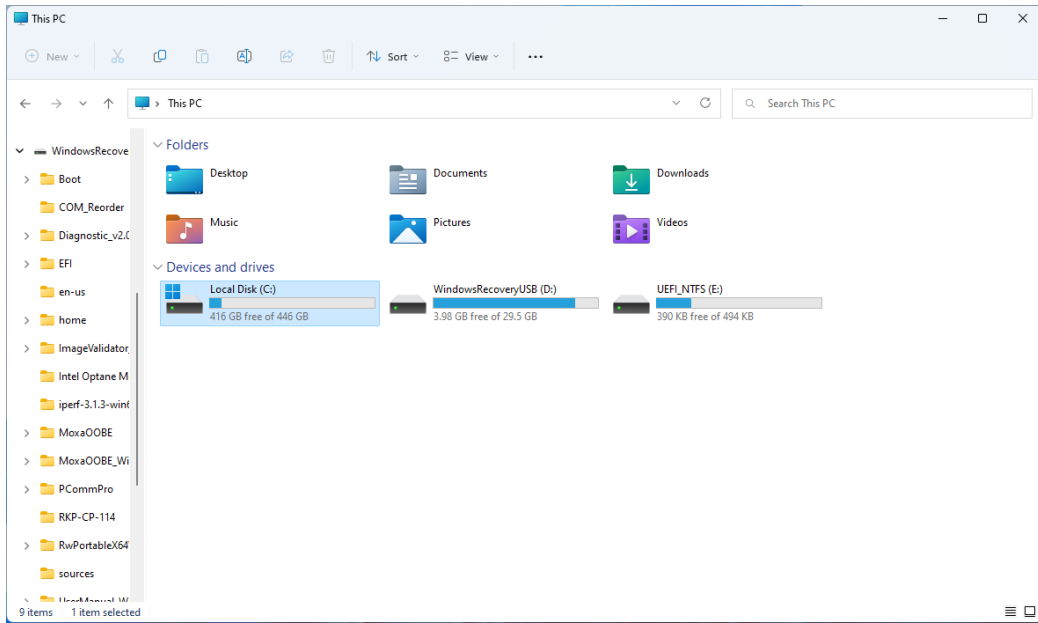 This PC
New
Sort
View
This PC
Search This PC
WindowsRecove
Boot
COM_Reorder
Diagnostic_v2.0
EFI
en-us
home
ImageValidator_
Intel Optane M
iperf-3.1.3-win6
MoxaOOBE
MoxaOOBE_Wi
PCommPro
RKP-CP-114
RwPortableX64
sources
UserManual_W
Folders
Desktop
Documents
Downloads
Music
Pictures
Videos
Devices and drives
Local Disk (C:)
416 GB free of 446 GB
WindowsRecoveryUSB (D:)
3.98 GB free of 29.5 GB
UEFI_NTFS (E:)
390 KB free of 494 KB
9 items 1 item selected